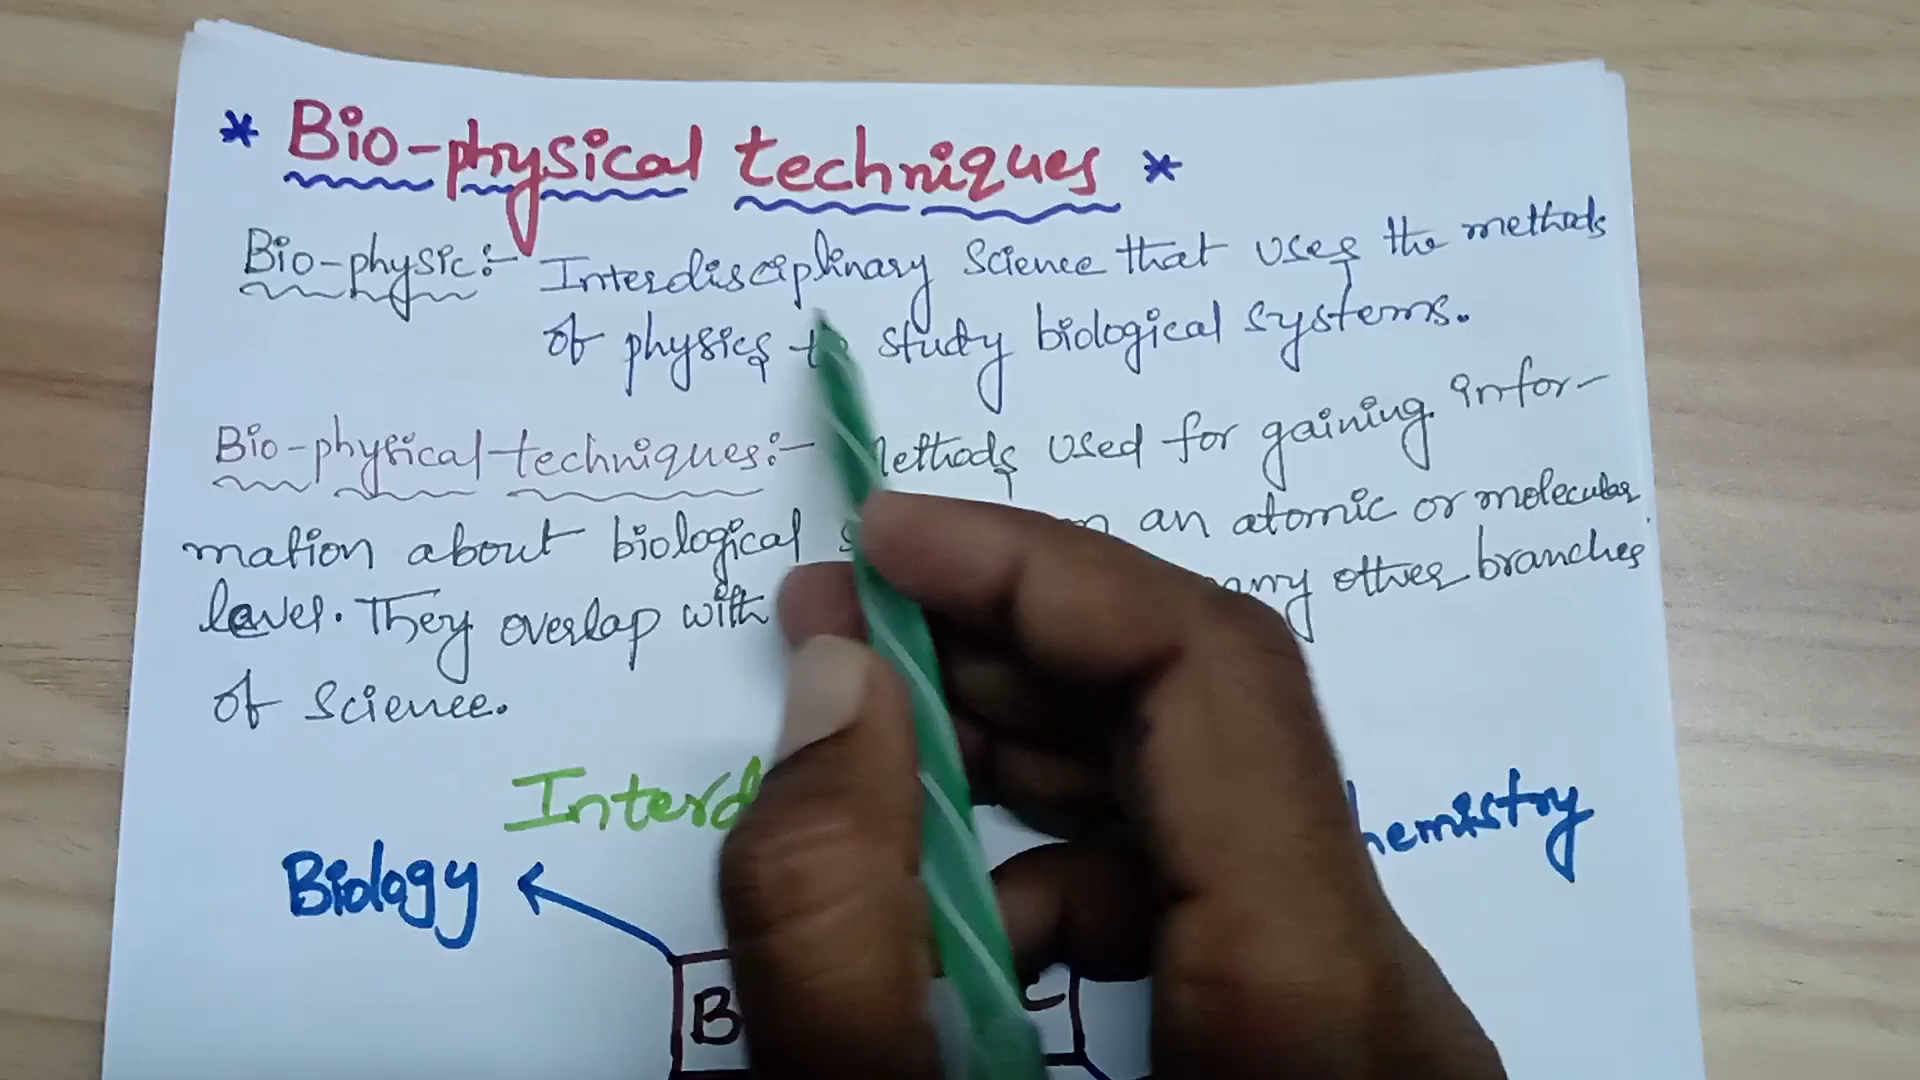 * Bio-physical techniques *
Bio-physic:- Interdisciplinary Science that uses the methods
of physics to study biological systems.
Bio-physical techniques:- Methods used for gaining infor-
mation about biological an atomic or molecular
level. They overlap with other branches
of Science.
Biology